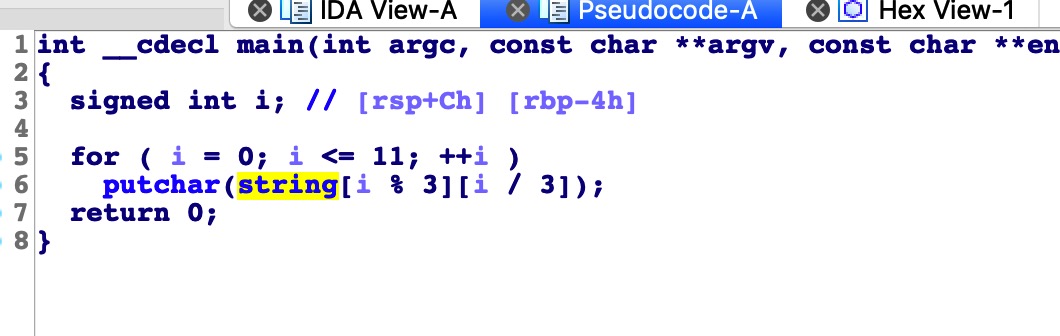 IDA View-A Pseudocode-A Hex View-1
1 int __cdecl main(int argc, const char **argv, const char **en
2 {
3 signed int i; // [rsp+Ch] [rbp-4h]
4
5 for ( i = 0; i <= 11; ++i )
6 putchar(string[i % 3][i / 3]);
7 return 0;
8 }